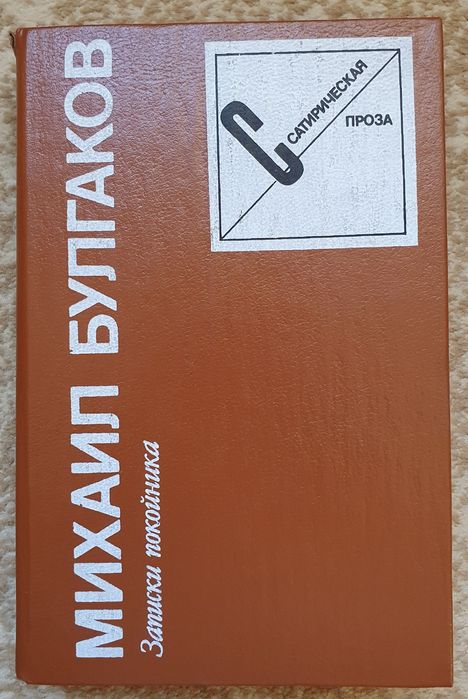 МИХАИЛ БУЛГАКОВ
Записки покойника
С
САТИРИЧЕСКАЯ
ПРОЗА